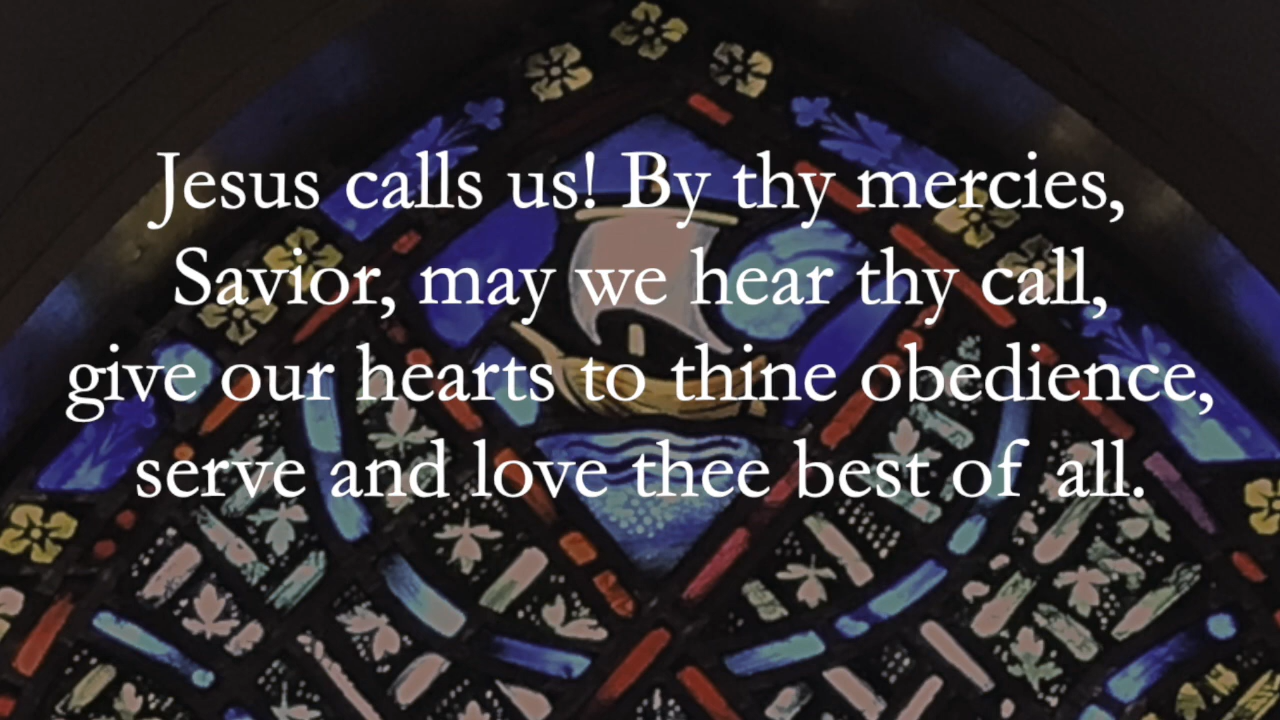 Jesus calls us! By thy mercies,
Savior, may we hear thy call,
give our hearts to thine obedience,
serve and love thee best of all.